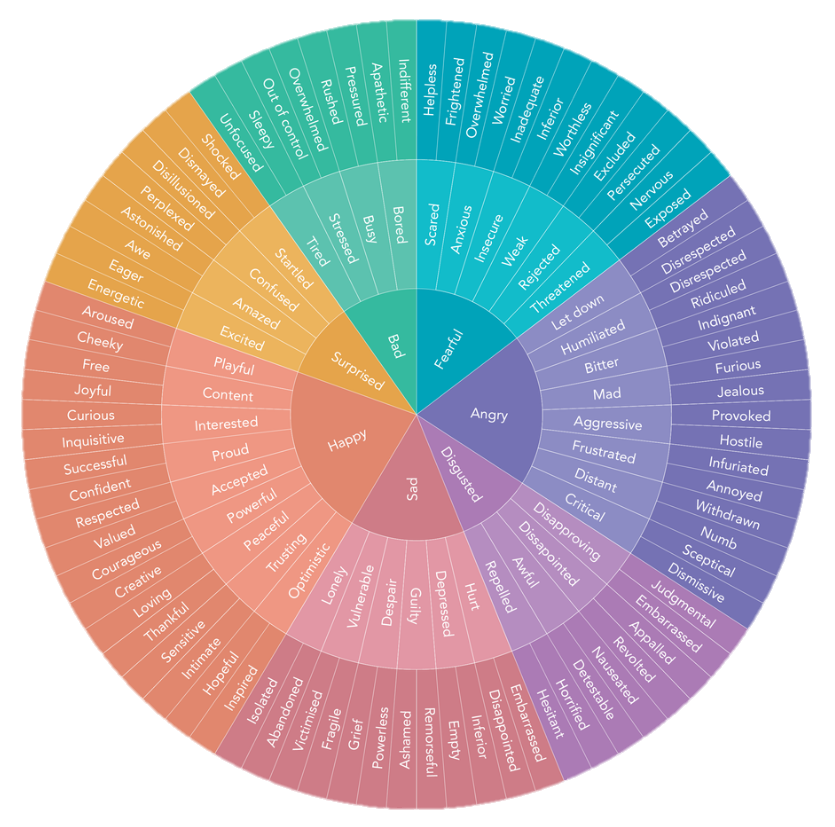 Fearful
Angry
Disgusted
Sad
Happy
Surprised
Bad
Scared
Anxious
Insecure
Weak
Rejected
Threatened
Let down
Humiliated
Bitter
Mad
Aggressive
Frustrated
Distant
Critical
Disapproving
Dissapointed
Awful
Repelled
Hurt
Depressed
Guilty
Despair
Vulnerable
Lonely
Optimistic
Trusting
Peaceful
Powerful
Accepted
Proud
Interested
Content
Playful
Excited
Amazed
Confused
Startled
Tired
Stressed
Busy
Bored
Helpless
Frightened
Overwhelmed
Worried
Inadequate
Inferior
Worthless
Insignificant
Excluded
Persecuted
Nervous
Exposed
Betrayed
Disrespected
Disrespected
Ridiculed
Indignant
Violated
Furious
Jealous
Provoked
Hostile
Infuriated
Annoyed
Withdrawn
Numb
Sceptical
Dismissive
Judgmental
Embarrassed
Appalled
Revolted
Nauseated
Detestable
Horrified
Hesitant
Embarrassed
Disappointed
Inferior
Empty
Remorseful
Ashamed
Powerless
Grief
Fragile
Victimised
Abandoned
Isolated
Inspired
Hopeful
Intimate
Sensitive
Thankful
Loving
Creative
Courageous
Valued
Respected
Confident
Successful
Inquisitive
Curious
Joyful
Free
Cheeky
Aroused
Energetic
Eager
Awe
Astonished
Perplexed
Disillusioned
Dismayed
Shocked
Unfocused
Sleepy
Out of control
Overwhelmed
Rushed
Pressured
Apathetic
Indifferent